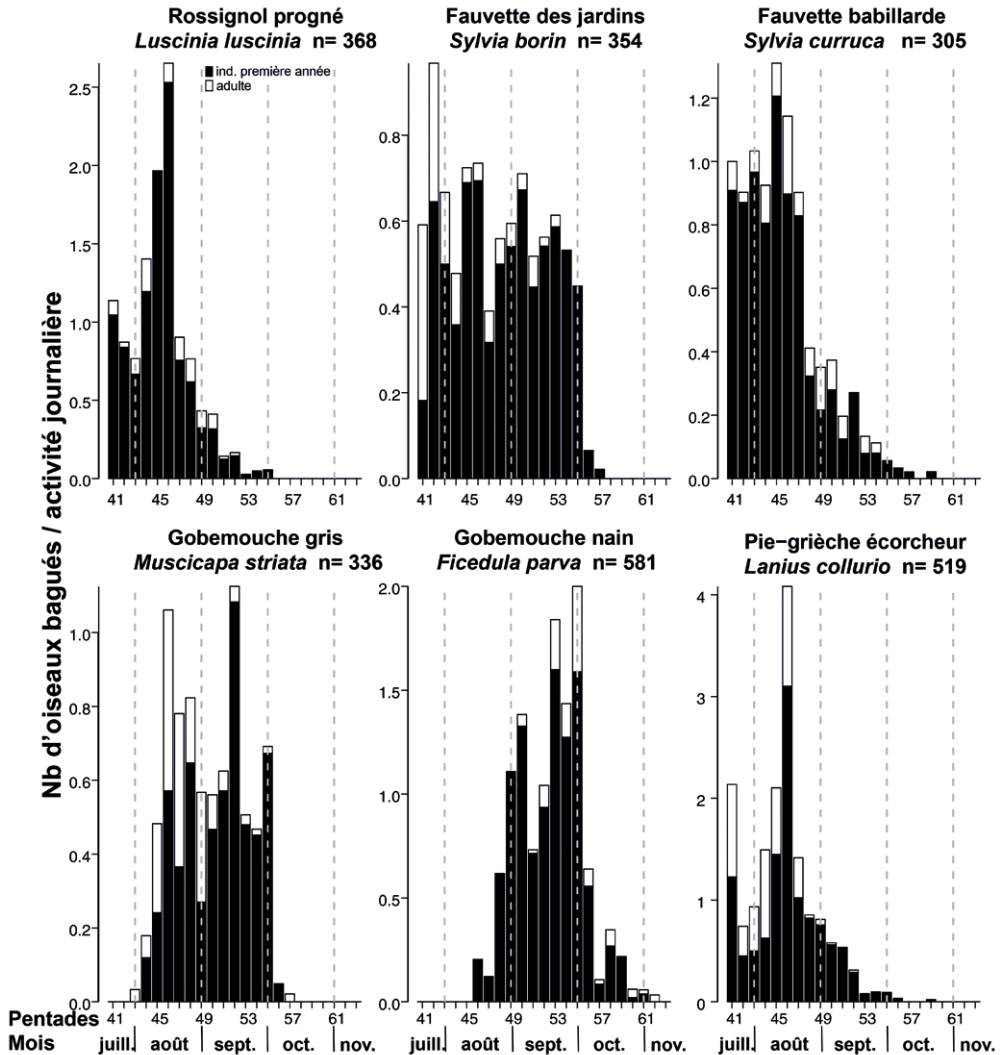 Rossignol progné
Luscinia luscinia n= 368
Fauvette des jardins
Sylvia borin n= 354
Fauvette babillarde
Sylvia curruca n= 305
ind. première année
adulte
2.5
2.0
1.5
1.0
0.5
0.0
0.8
0.6
0.4
0.2
0.0
1.2
1.0
0.8
0.6
0.4
0.2
0.0
41 45 49 53 57 61
41 45 49 53 57 61
41 45 49 53 57 61
Nb d'oiseaux bagués / activité journalière
Gobemouche gris
Muscicapa striata n= 336
Gobemouche nain
Ficedula parva n= 581
Pie−grièche écorcheur
Lanius collurio n= 519
1.0
0.8
0.6
0.4
0.2
0.0
2.0
1.5
1.0
0.5
0.0
4
3
2
1
0
Pentades 41 45 49 53 57 61
41 45 49 53 57 61
41 45 49 53 57 61
Mois juill. août sept. oct. nov.
juill. août sept. oct. nov.
juill. août sept. oct. nov.